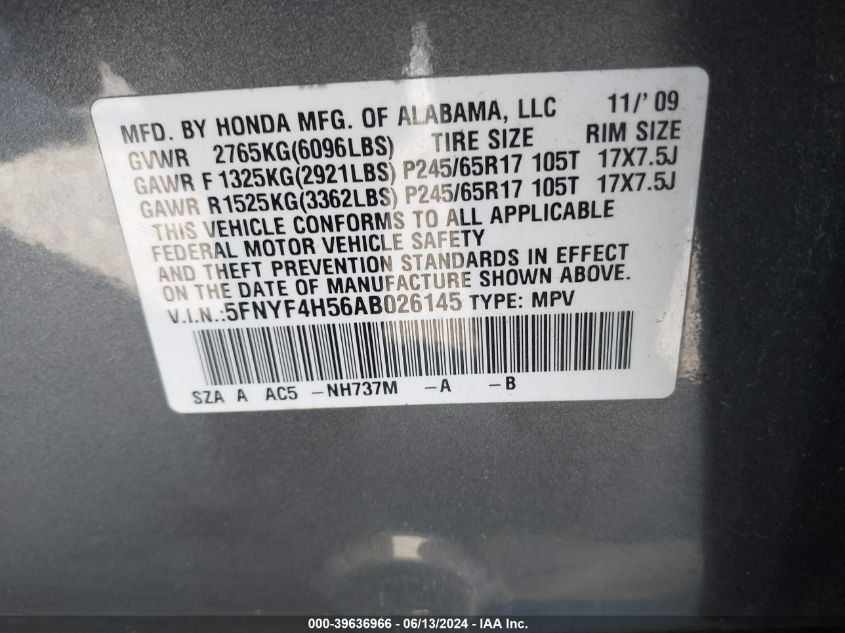 MFD. BY HONDA MFG. OF ALABAMA, LLC 11/'09
GVWR 2765KG(6096LBS) TIRE SIZE RIM SIZE
GAWR F1325KG(2921LBS) P245/65R17 105T 17X7.5J
GAWR R1525KG(3362LBS) P245/65R17 105T 17X7.5J
THIS VEHICLE CONFORMS TO ALL APPLICABLE
FEDERAL MOTOR VEHICLE SAFETY
AND THEFT PREVENTION STANDARDS IN EFFECT
ON THE DATE OF MANUFACTURE SHOWN ABOVE.
V.I.N.:5FNYF4H56AB026145 TYPE: MPV
SZA A AC5 -NH737M -A -B
000-39636966 - 06/13/2024 - IAA Inc.